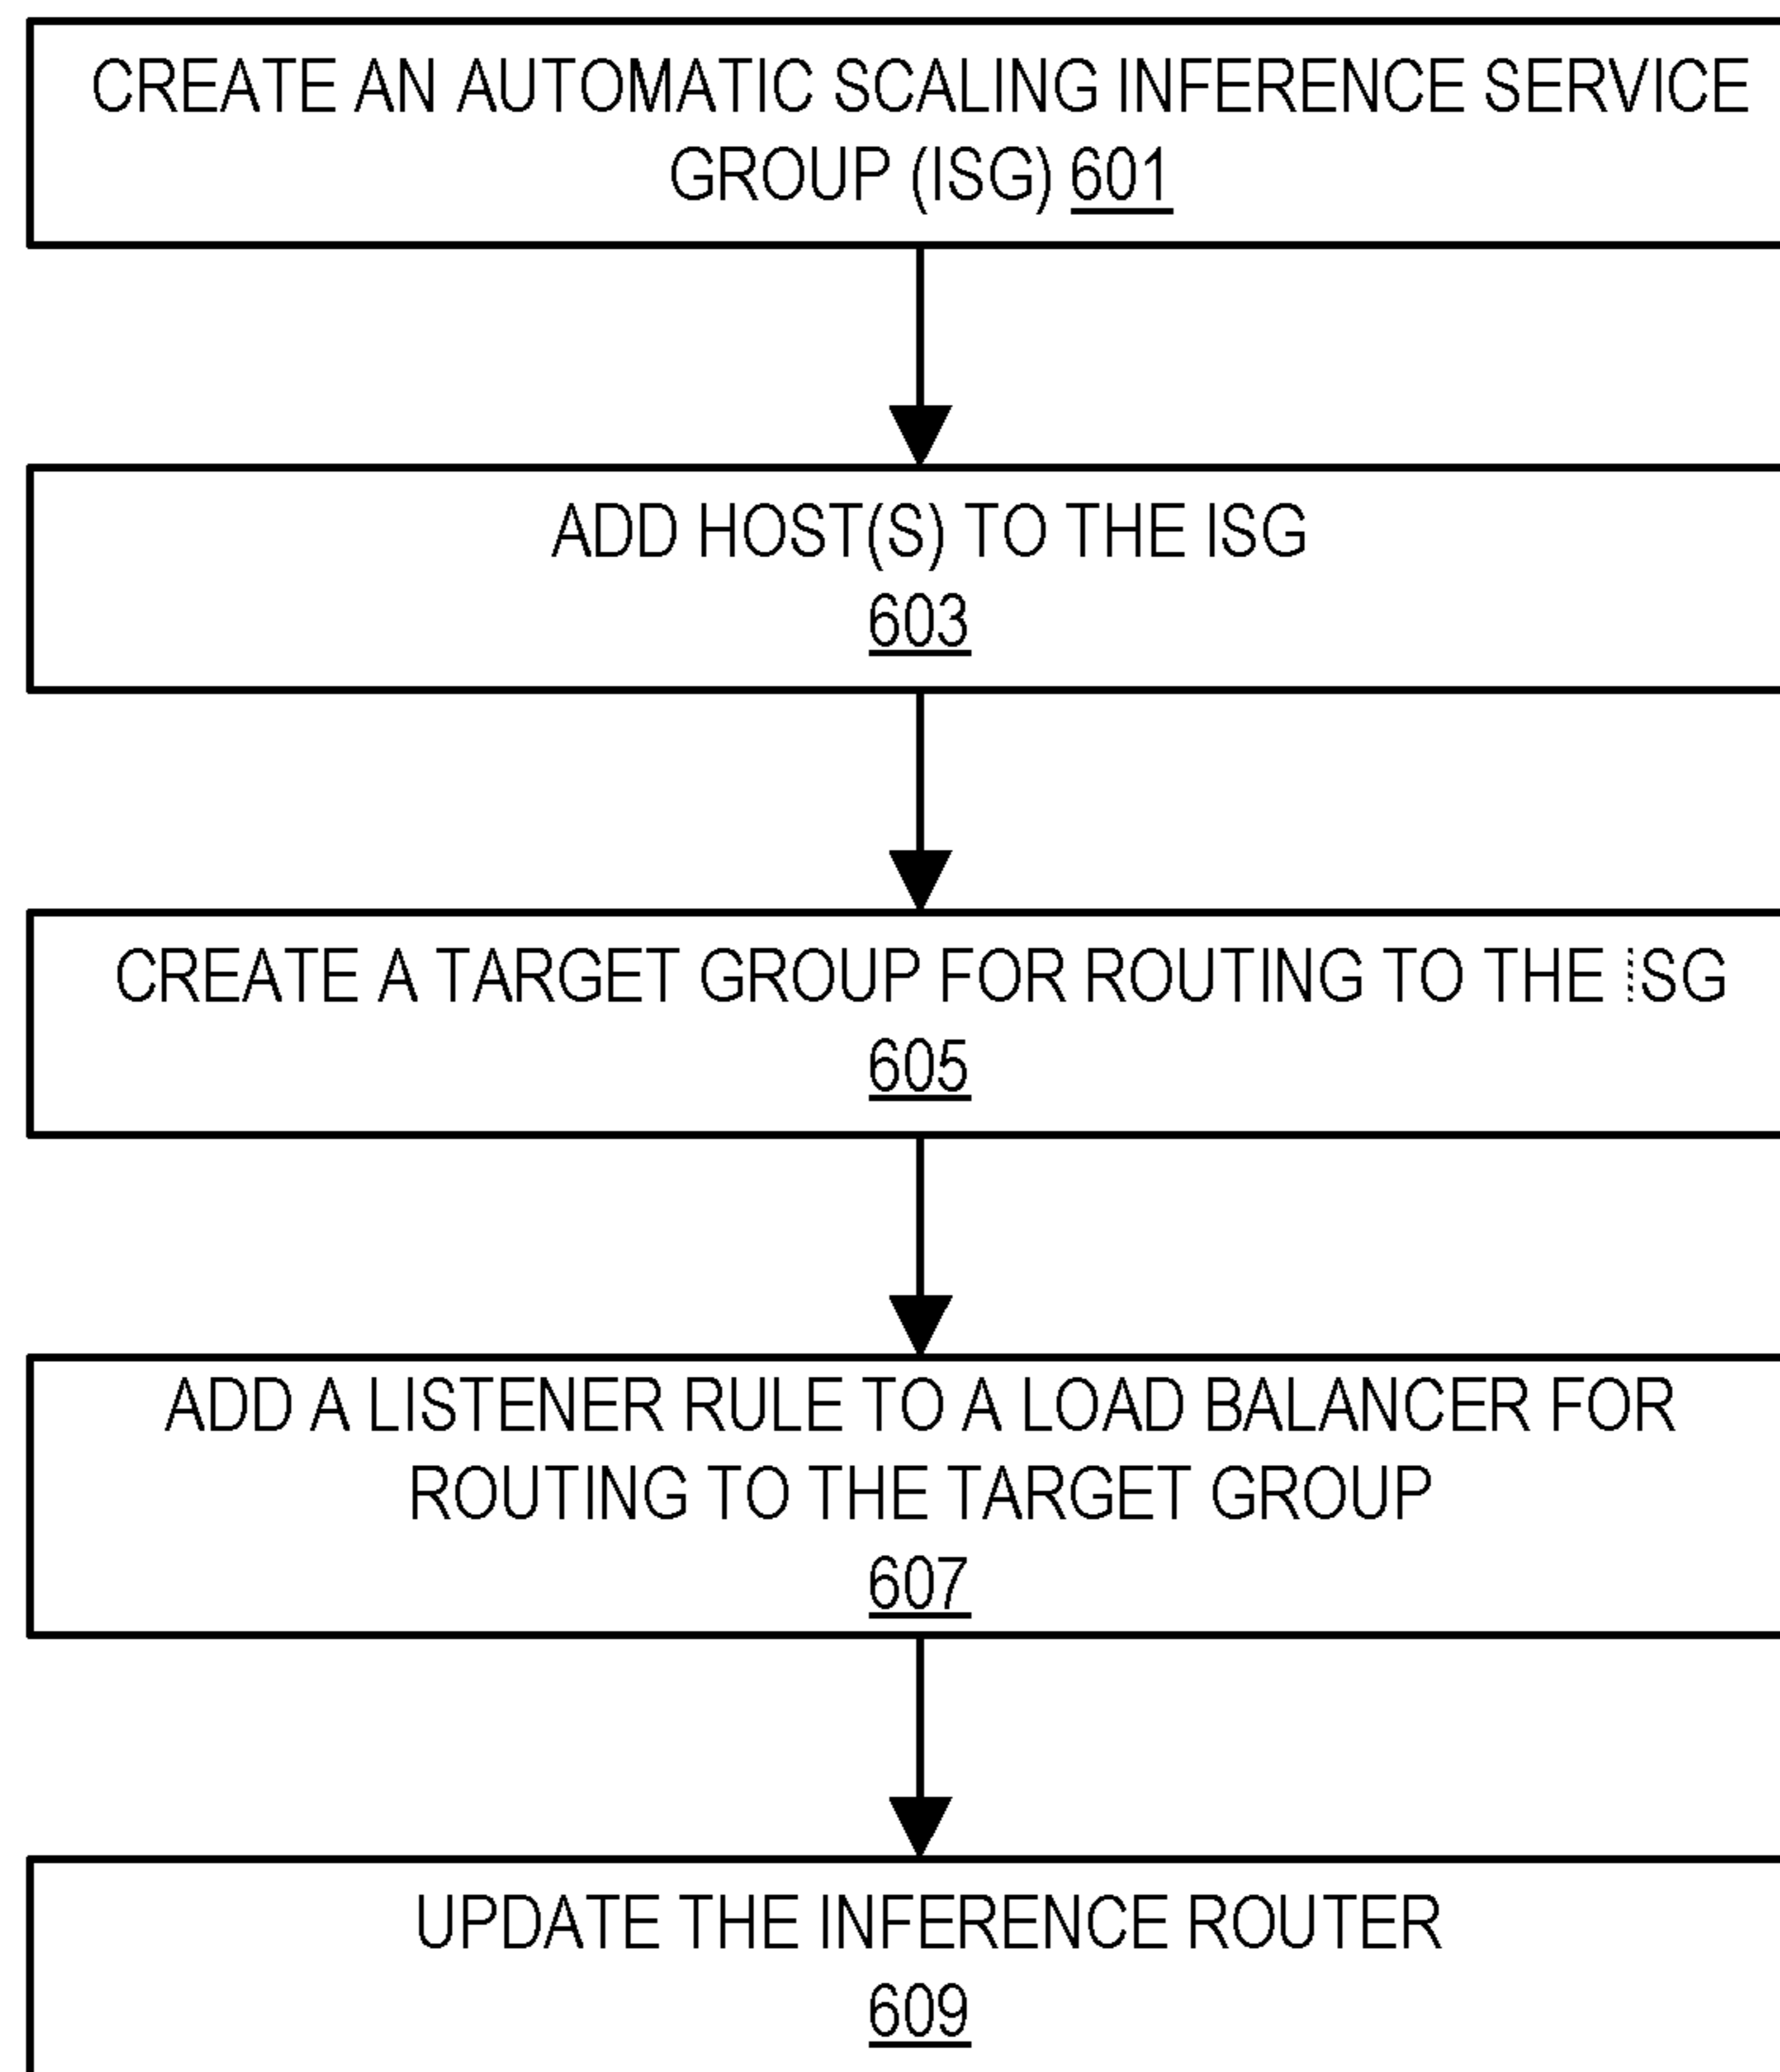 CREATE AN AUTOMATIC SCALING INFERENCE SERVICE
GROUP (ISG) 601
ADD HOST(S) TO THE ISG
603
CREATE A TARGET GROUP FOR ROUTING TO THE ISG
605
ADD A LISTENER RULE TO A LOAD BALANCER FOR
ROUTING TO THE TARGET GROUP
607
UPDATE THE INFERENCE ROUTER
609